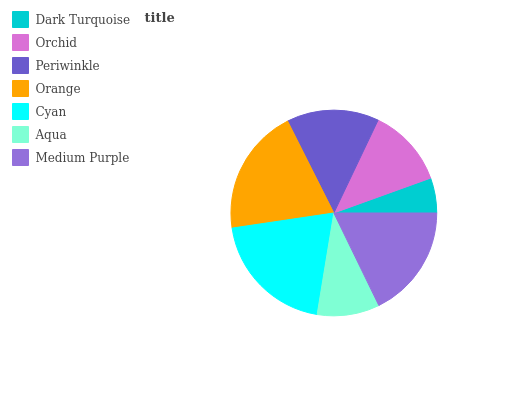 title
Dark Turquoise
Orchid
Periwinkle
Orange
Cyan
Aqua
Medium Purple